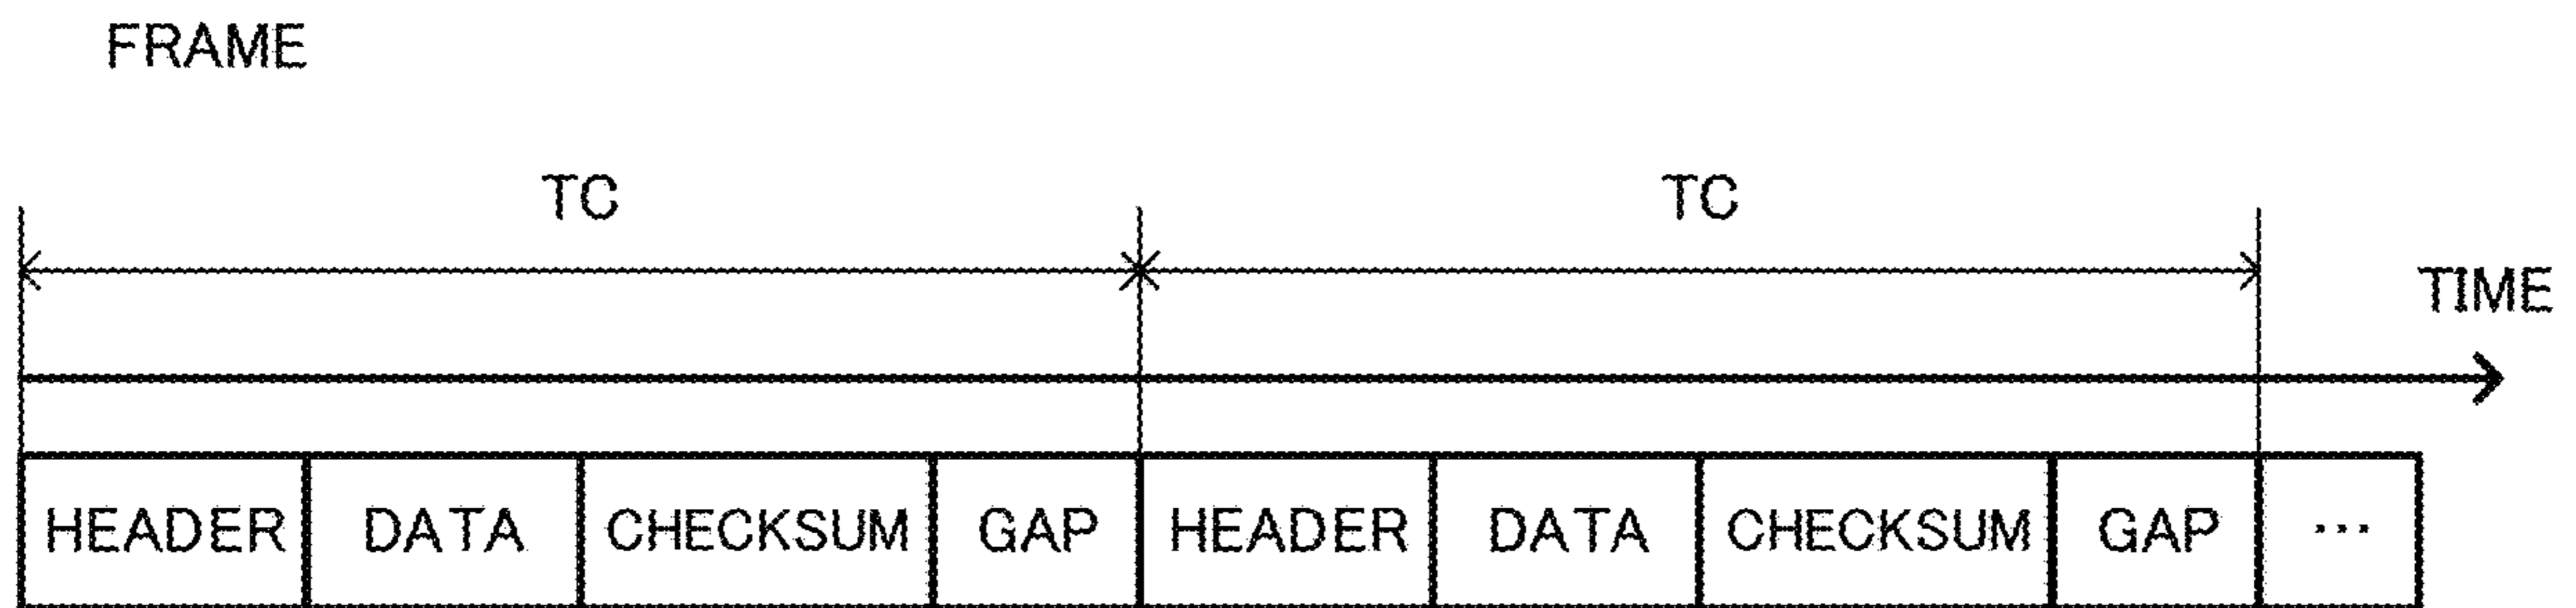 FRAME
TC TC
TIME
HEADER DATA CHECKSUM GAP HEADER DATA CHECKSUM GAP ...